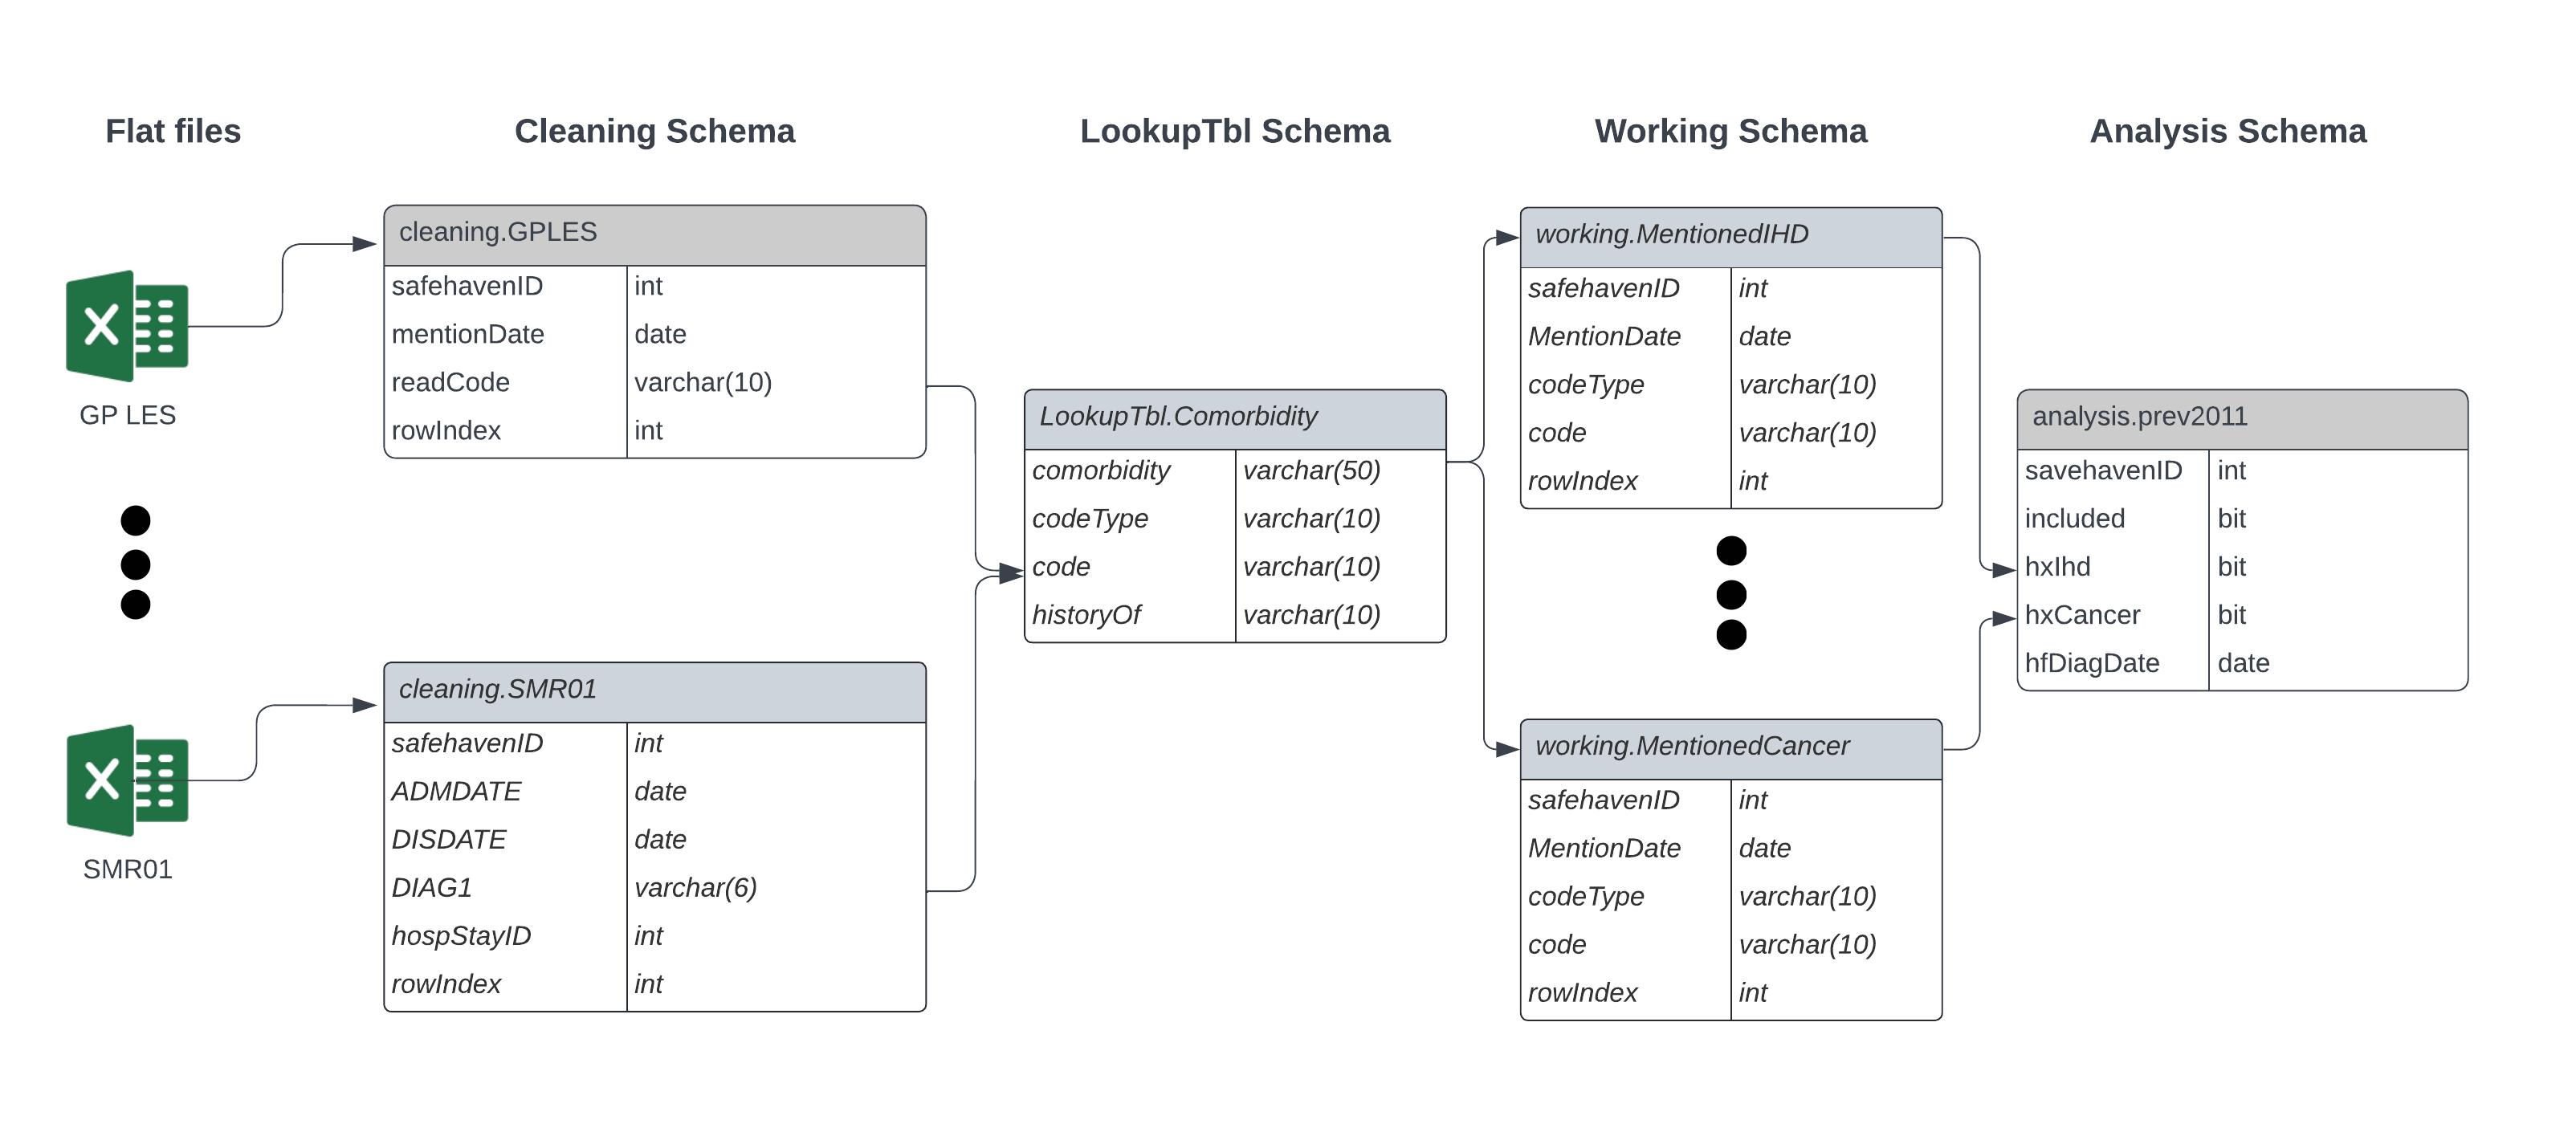 Flat files
Cleaning Schema
LookupTbl Schema
Working Schema
Analysis Schema
GP LES
SMR01
cleaning.GPLES
safehavenID int
mentionDate date
readCode varchar(10)
rowIndex int
cleaning.SMR01
safehavenID int
ADMDATE date
DISDATE date
DIAG1 varchar(6)
hospStayID int
rowIndex int
LookupTbl.Comorbidity
comorbidity varchar(50)
codeType varchar(10)
code varchar(10)
historyOf varchar(10)
working.MentionedIHD
safehavenID int
MentionDate date
codeType varchar(10)
code varchar(10)
rowIndex int
working.MentionedCancer
safehavenID int
MentionDate date
codeType varchar(10)
code varchar(10)
rowIndex int
analysis.prev2011
savehavenID int
included bit
hxIhd bit
hxCancer bit
hfDiagDate date